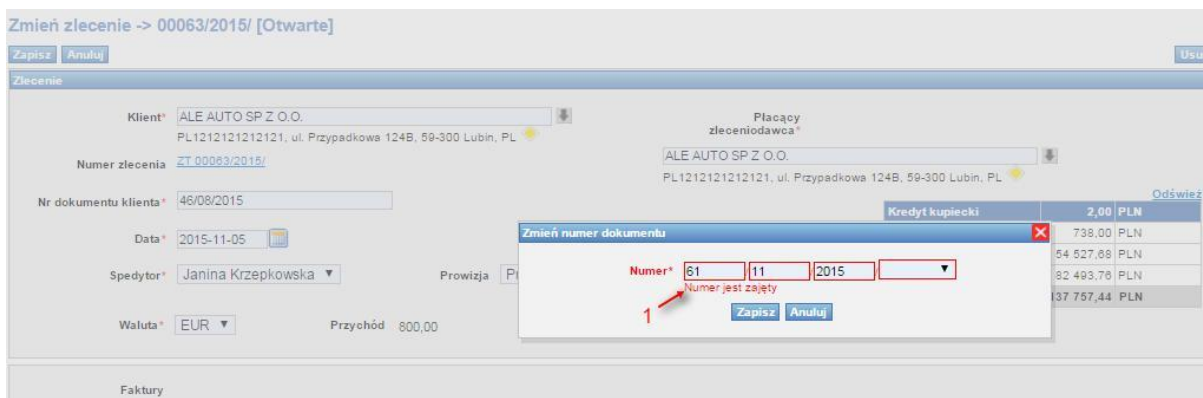 Zmień zlecenie -> 00063/2015/ [Otwarte]
Zapisz Anuluj
Zlecenie
Klient* ALE AUTO SP Z O.O.
PL1212121212121, ul. Przypadkowa 124B, 59-300 Lubin, PL
Płacący zleceniodawca*
ALE AUTO SP Z O.O.
PL1212121212121, ul. Przypadkowa 124B, 59-300 Lubin, PL
Numer zlecenia ZT 00063/2015/
Nr dokumentu klienta* 46/08/2015
Odśwież
Kredyt kupiecki 2,00 PLN
738,00 PLN
54 527,68 PLN
82 493,76 PLN
137 757,44 PLN
Data* 2015-11-05
Spedytor* Janina Krzepkowska
Prowizja
Waluta* EUR
Przychód 800,00
Zmień numer dokumentu
Numer* 61 / 11 / 2015 /
Numer jest zajęty
1
Zapisz Anuluj
Faktury